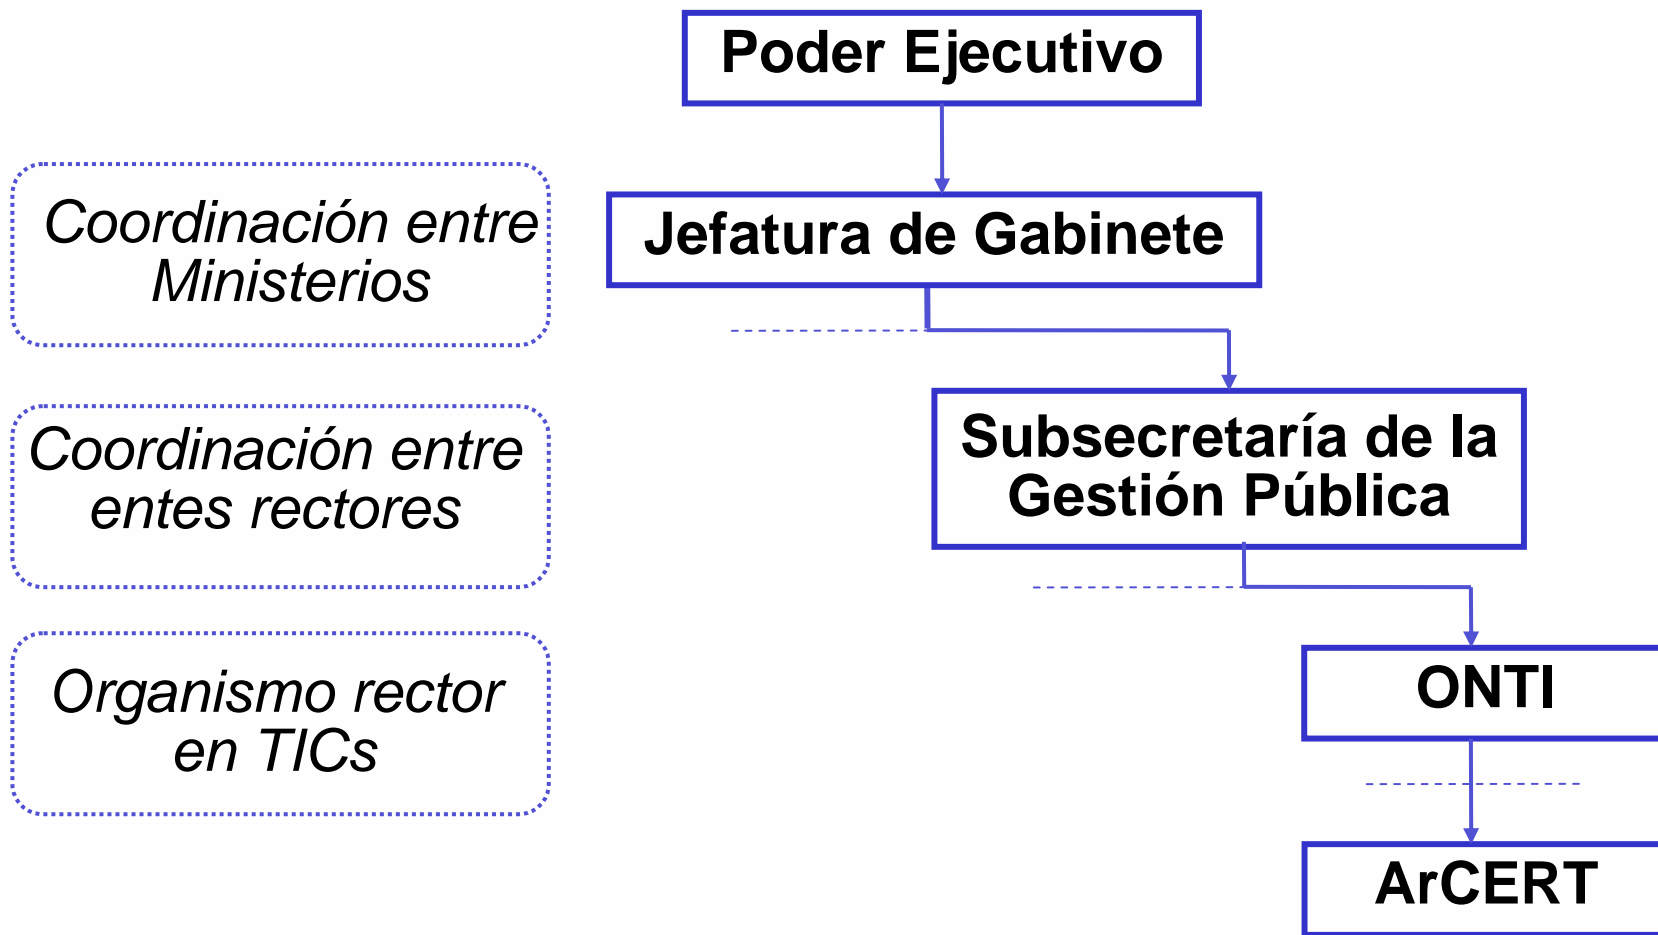 Poder Ejecutivo
Coordinación entre
Ministerios
Jefatura de Gabinete
Coordinación entre
entes rectores
Subsecretaría de la
Gestión Pública
Organismo rector
en TICs
ONTI
ArCERT